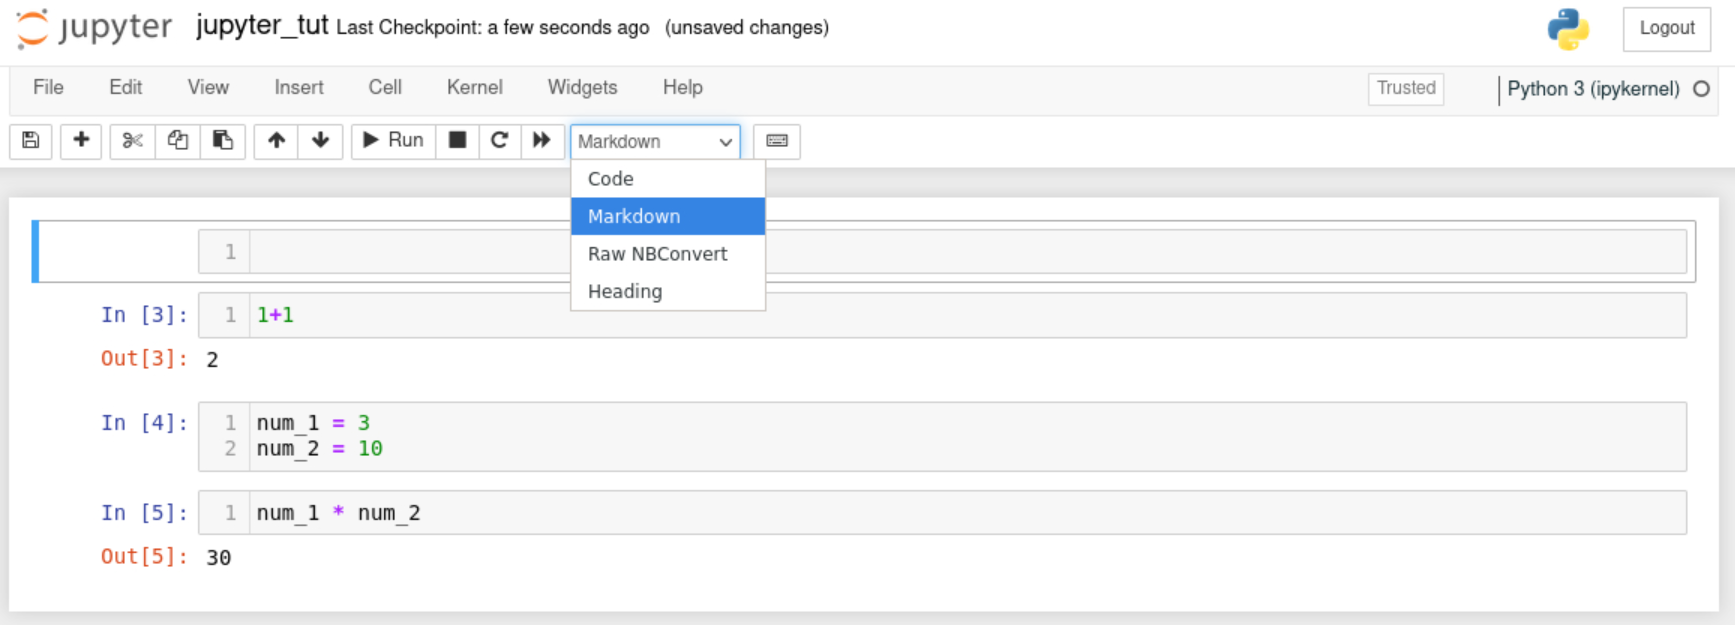 jupyter jupyter_tut Last Checkpoint: a few seconds ago (unsaved changes) Logout
File Edit View Insert Cell Kernel Widgets Help Trusted Python 3 (ipykernel)
Run Markdown
Code
Markdown
Raw NBConvert
Heading
1
In [3]: 1 1+1
Out[3]: 2
In [4]: 1 num_1 = 3
2 num_2 = 10
In [5]: 1 num_1 * num_2
Out[5]: 30